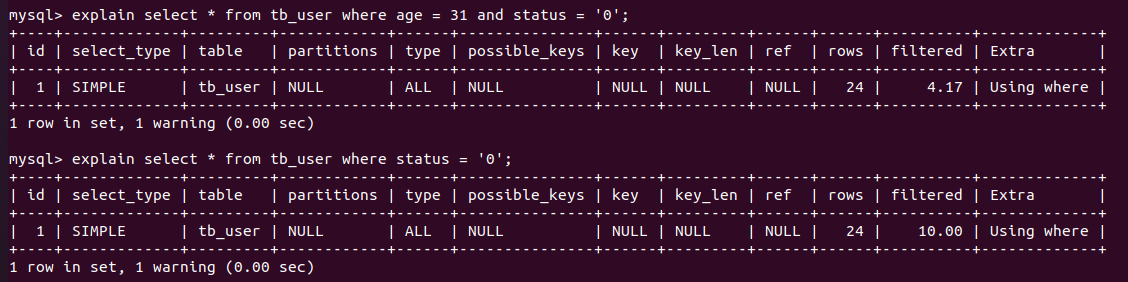 mysql> explain select * from tb_user where age = 31 and status = '0';
+----+-------------+---------+------------+------+---------------+------+---------+------+------+----------+-------------+
| id | select_type | table   | partitions | type | possible_keys | key  | key_len | ref  | rows | filtered | Extra       |
+----+-------------+---------+------------+------+---------------+------+---------+------+------+----------+-------------+
|  1 | SIMPLE      | tb_user | NULL       | ALL  | NULL          | NULL | NULL    | NULL |   24 |     4.17 | Using where |
+----+-------------+---------+------------+------+---------------+------+---------+------+------+----------+-------------+
1 row in set, 1 warning (0.00 sec)
mysql> explain select * from tb_user where status = '0';
+----+-------------+---------+------------+------+---------------+------+---------+------+------+----------+-------------+
| id | select_type | table   | partitions | type | possible_keys | key  | key_len | ref  | rows | filtered | Extra       |
+----+-------------+---------+------------+------+---------------+------+---------+------+------+----------+-------------+
|  1 | SIMPLE      | tb_user | NULL       | ALL  | NULL          | NULL | NULL    | NULL |   24 |    10.00 | Using where |
+----+-------------+---------+------------+------+---------------+------+---------+------+------+----------+-------------+
1 row in set, 1 warning (0.00 sec)